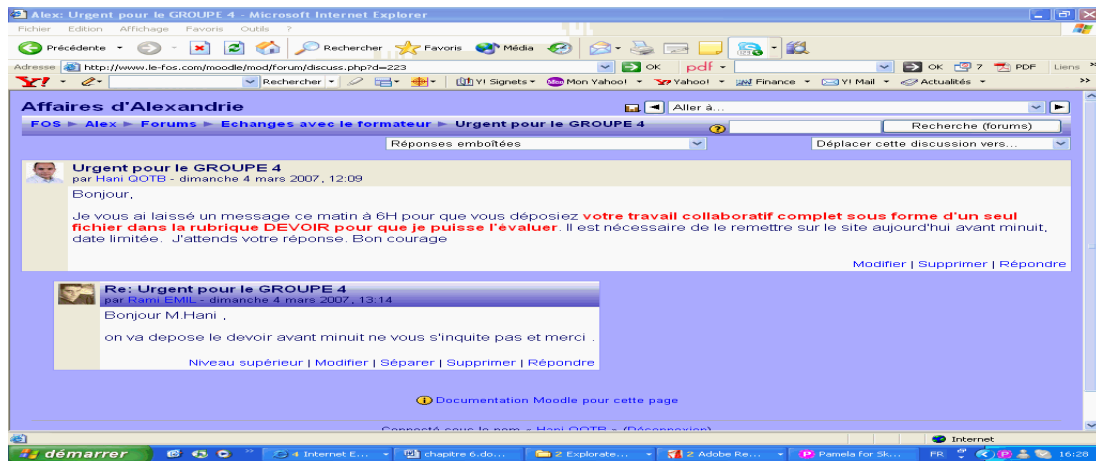 Alex: Urgent pour le GROUPE 4 - Microsoft Internet Explorer
Fichier Edition Affichage Favoris Outils ?
Précédente Rechercher Favoris Média
Adresse http://www.le-fos.com/moodle/mod/forum/discuss.php?d=223 OK pdf OK 7 PDF Liens
Y! Rechercher Y! Signets Mon Yahoo! Yahoo! Finance Y! Mail Actualités
Affaires d'Alexandrie Aller à...
FOS ► Alex ► Forums ► Echanges avec le formateur ► Urgent pour le GROUPE 4 Recherche (forums)
Réponses emboîtées Déplacer cette discussion vers...
Urgent pour le GROUPE 4
par Hani QOTB - dimanche 4 mars 2007, 12:09
Bonjour,
Je vous ai laissé un message ce matin à 6H pour que vous déposiez votre travail collaboratif complet sous forme d'un seul
fichier dans la rubrique DEVOIR pour que je puisse l'évaluer. Il est nécessaire de le remettre sur le site aujourd'hui avant minuit,
date limitée. J'attends votre réponse. Bon courage
Modifier | Supprimer | Répondre
Re: Urgent pour le GROUPE 4
par Rami EMIL - dimanche 4 mars 2007, 13:14
Bonjour M.Hani ,
on va depose le devoir avant minuit ne vous s'inquite pas et merci .
Niveau supérieur | Modifier | Séparer | Supprimer | Répondre
Documentation Moodle pour cette page
Connecté sous le nom « Hani QOTB » (Déconnexion)
Internet
démarrer 4 Internet E... chapitre 6.do... 2 Explorate... 2 Adobe Re... Pamela for Sk... FR 16:28